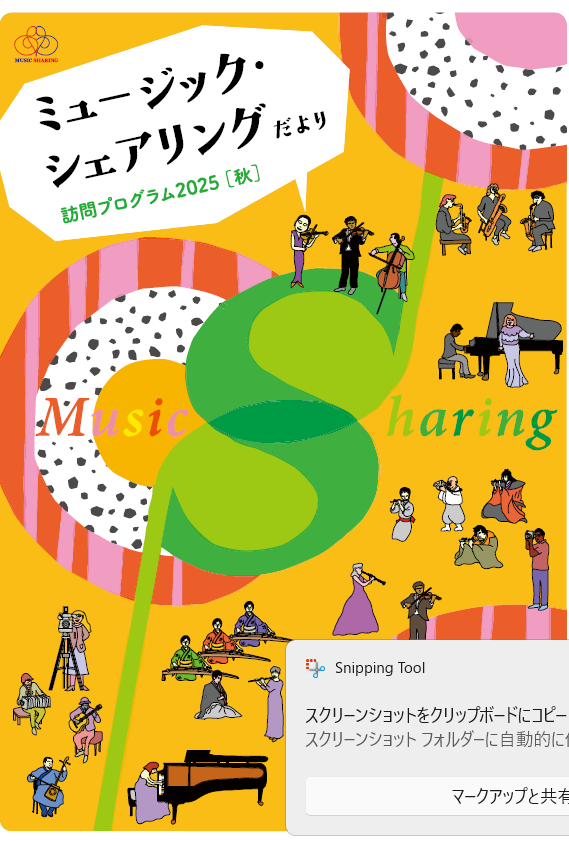 MUSIC SHARING
ミュージック・
シェアリングだより
訪問プログラム2025［秋］
Music Sharing
Snipping Tool
スクリーンショットをクリップボードにコピー
スクリーンショット フォルダーに自動的に
マークアップと共有